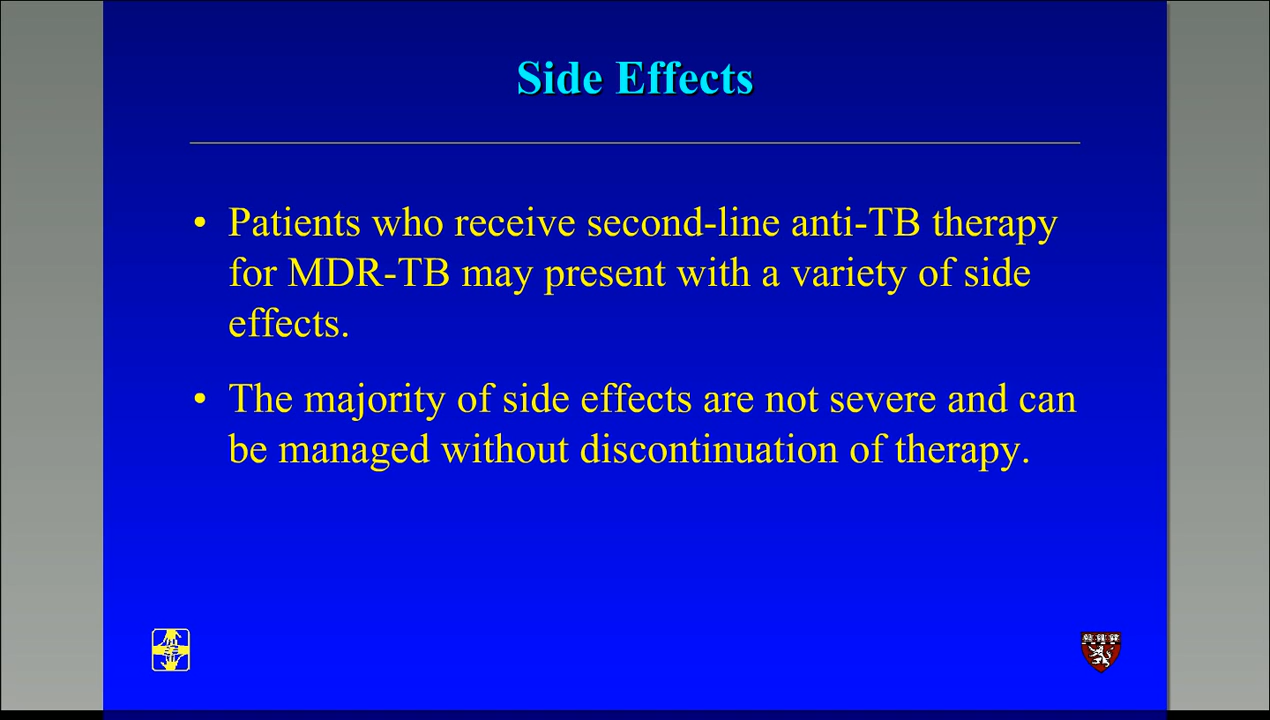 Side Effects
• Patients who receive second-line anti-TB therapy
for MDR-TB may present with a variety of side
effects.
• The majority of side effects are not severe and can
be managed without discontinuation of therapy.